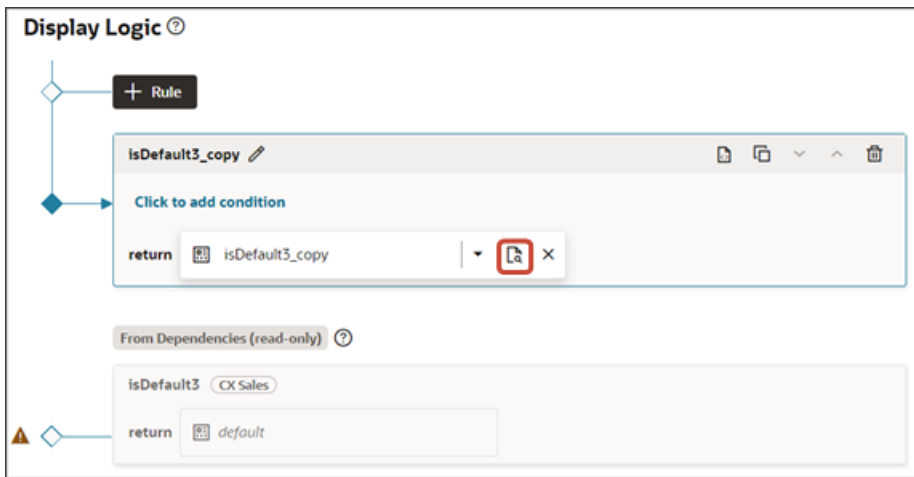 Display Logic
+ Rule
isDefault3_copy
Click to add condition
return isDefault3_copy
From Dependencies (read-only)
isDefault3 CX Sales
return default